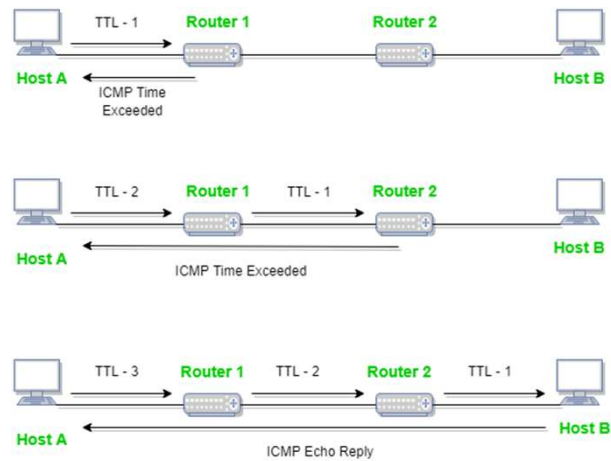 TTL - 1 Router 1 Router 2
Host A Host B
ICMP Time
Exceeded
TTL - 2 Router 1 TTL - 1 Router 2
Host A Host B
ICMP Time Exceeded
TTL - 3 Router 1 TTL - 2 Router 2 TTL - 1
Host A Host B
ICMP Echo Reply